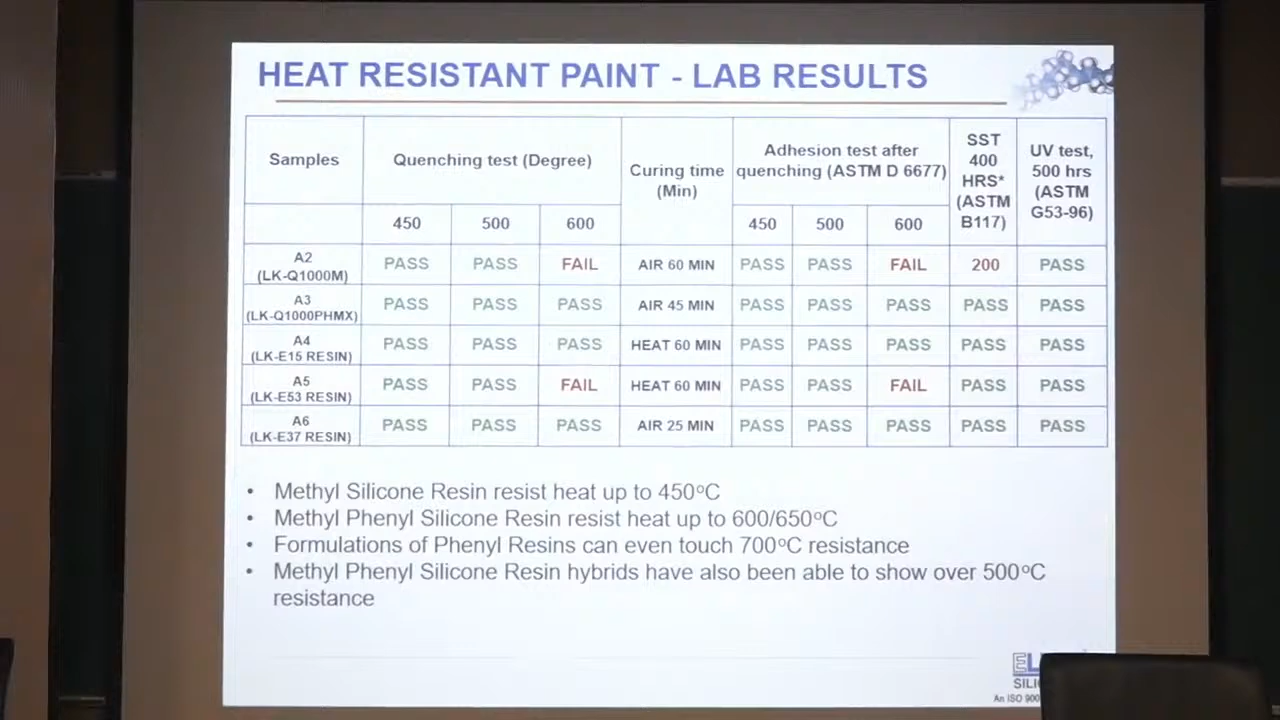 HEAT RESISTANT PAINT - LAB RESULTS
Samples Quenching test (Degree) Curing time (Min) Adhesion test after quenching (ASTM D 6677) SST 400 HRS* (ASTM B117) UV test, 500 hrs (ASTM G53-96)
450 500 600 450 500 600
A2 (LK-Q1000M) PASS PASS FAIL AIR 60 MIN PASS PASS FAIL 200 PASS
A3 (LK-Q1000PHMX) PASS PASS PASS AIR 45 MIN PASS PASS PASS PASS PASS
A4 (LK-E15 RESIN) PASS PASS PASS HEAT 60 MIN PASS PASS PASS PASS PASS
A5 (LK-E53 RESIN) PASS PASS FAIL HEAT 60 MIN PASS PASS FAIL PASS PASS
A6 (LK-E37 RESIN) PASS PASS PASS AIR 25 MIN PASS PASS PASS PASS PASS
• Methyl Silicone Resin resist heat up to 450°C
• Methyl Phenyl Silicone Resin resist heat up to 600/650°C
• Formulations of Phenyl Resins can even touch 700°C resistance
• Methyl Phenyl Silicone Resin hybrids have also been able to show over 500°C
resistance
An ISO